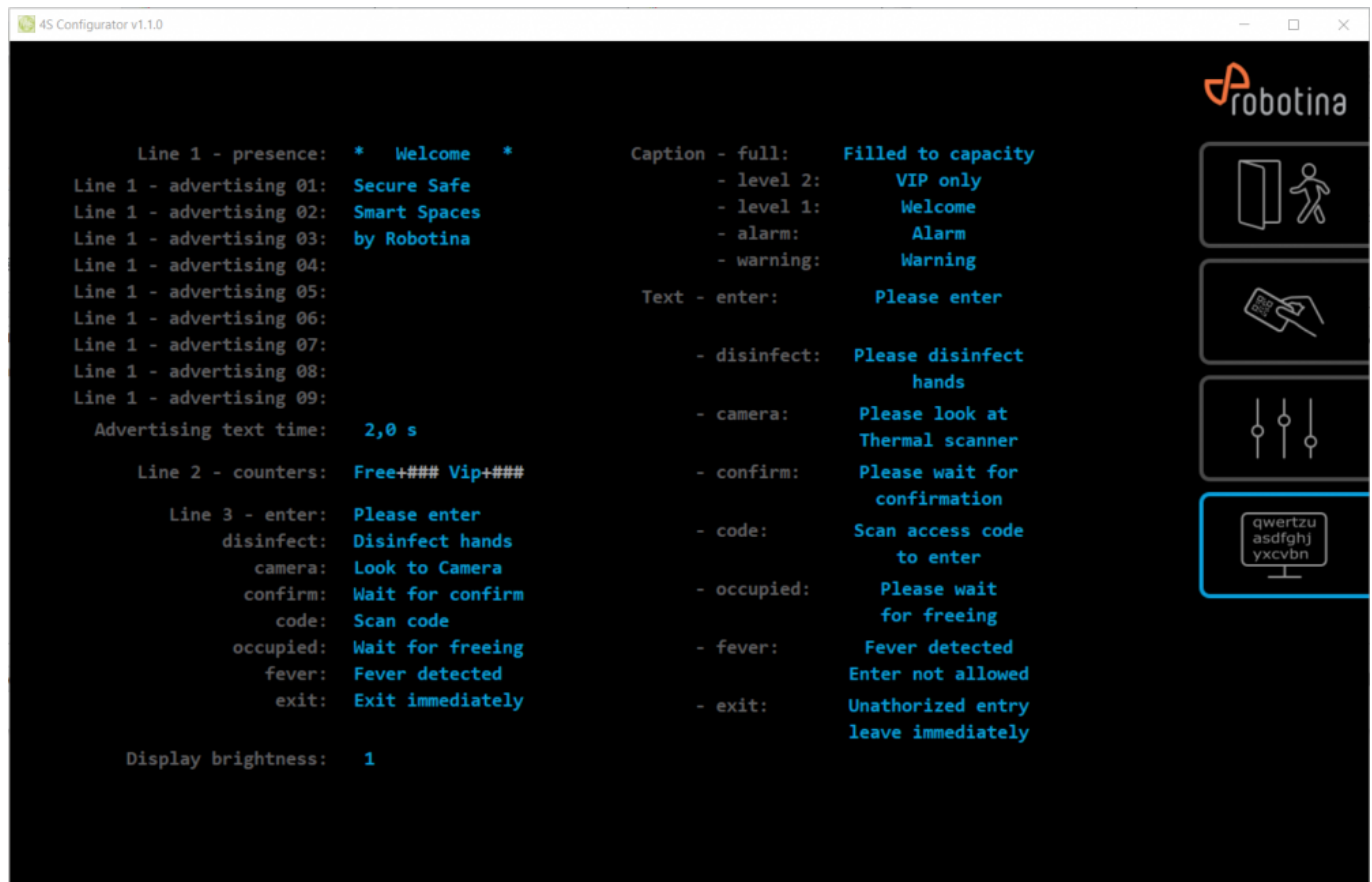 4S Configurator v1.1.0
robotina
Line 1 - presence: * Welcome *
Line 1 - advertising 01: Secure Safe
Line 1 - advertising 02: Smart Spaces
Line 1 - advertising 03: by Robotina
Line 1 - advertising 04:
Line 1 - advertising 05:
Line 1 - advertising 06:
Line 1 - advertising 07:
Line 1 - advertising 08:
Line 1 - advertising 09:
Advertising text time: 2,0 s
Line 2 - counters: Free+### Vip+###
Line 3 - enter: Please enter
disinfect: Disinfect hands
camera: Look to Camera
confirm: Wait for confirm
code: Scan code
occupied: Wait for freeing
fever: Fever detected
exit: Exit immediately
Display brightness: 1
Caption - full: Filled to capacity
- level 2: VIP only
- level 1: Welcome
- alarm: Alarm
- warning: Warning
Text - enter: Please enter
- disinfect: Please disinfect
hands
- camera: Please look at
Thermal scanner
- confirm: Please wait for
confirmation
- code: Scan access code
to enter
- occupied: Please wait
for freeing
- fever: Fever detected
Enter not allowed
- exit: Unathorized entry
leave immediately
qwertzu
asdfghj
yxcvbn